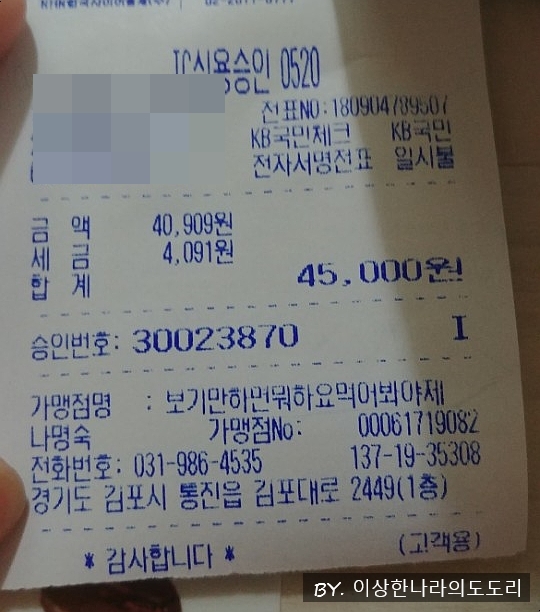 IC신용승인 0520
전표NO:180904789507
KB국민체크 KB국민
전자서명전표 일시불
금 액 40,909원
세 금 4,091원
합 계 45,000원
승인번호: 30023870 I
가맹점명 : 보기만하면뭐하요먹어봐야제
나명숙 가맹점No: 00061719082
전화번호: 031-986-4535 137-19-35308
경기도 김포시 통진읍 김포대로 2449(1층)
* 감사합니다 * (고객용)
BY. 이상한나라의도도리